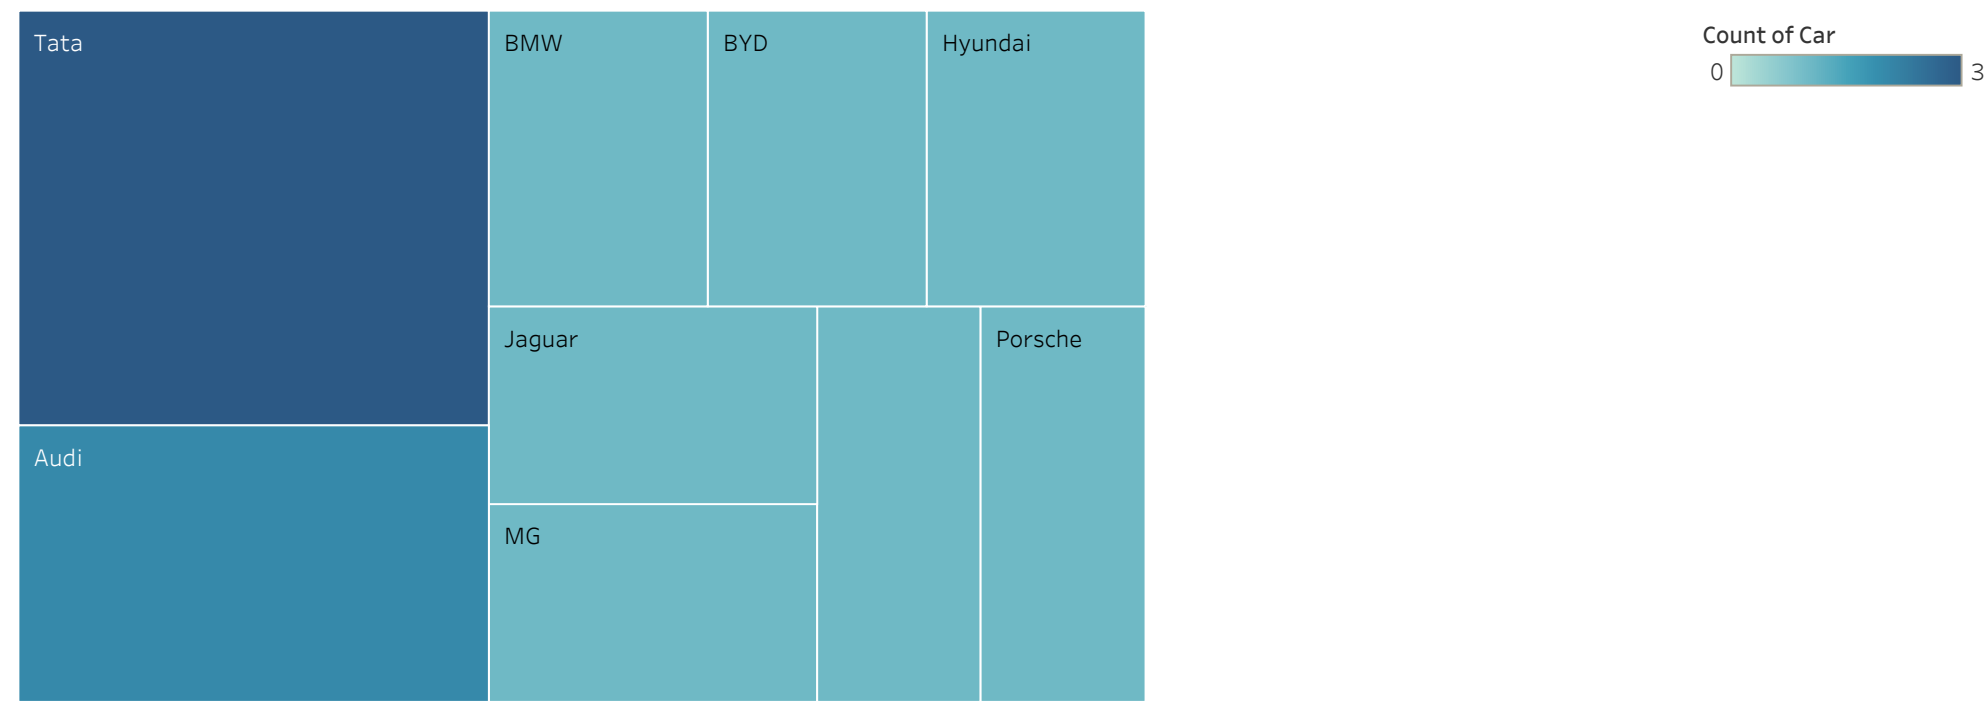 Tata
BMW
BYD
Hyundai
Count of Car
0
3
Jaguar
Porsche
Audi
MG